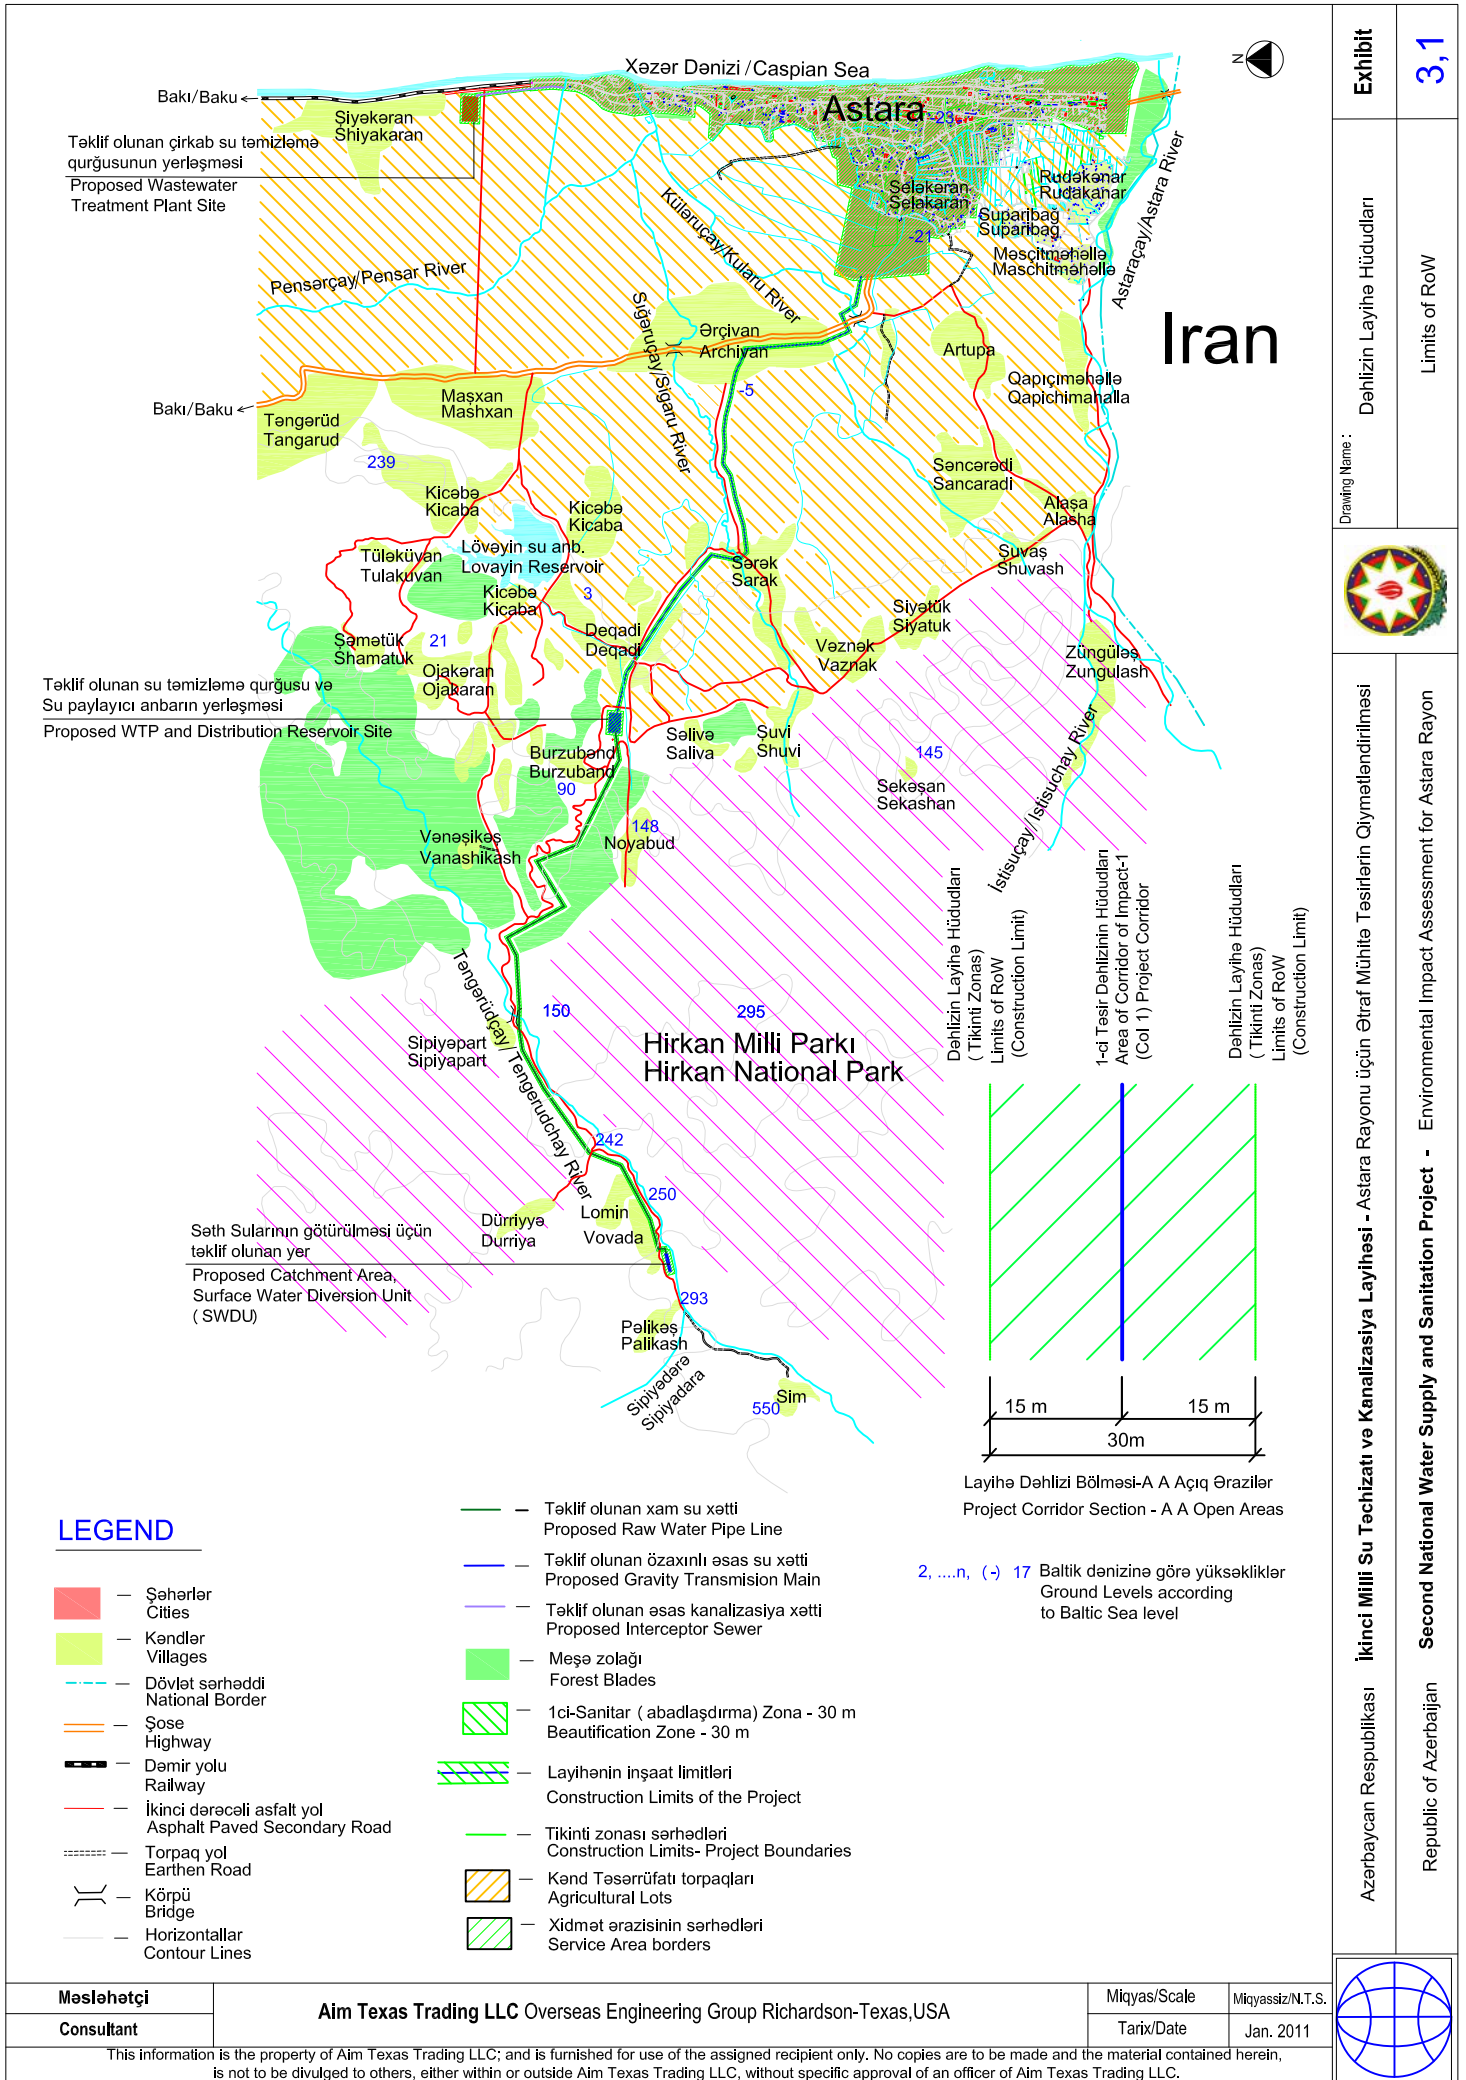 Xəzər Dənizi /Caspian Sea
N
Bakı/Baku
Şiyəkəran
Shiyakaran
Astara
-23
Təklif olunan çirkab su təmizləmə
qurğusunun yerləşməsi
Proposed Wastewater
Treatment Plant Site
Rudəkənar
Rudakanar
Seləkəran
Selakaran
Suparibağ
Suparibag
-21
Məsçitməhəllə
Maschitməhəllə
Astaraçay/Astara River
Küləruçay/Kularu River
Pensərçay/Pensar River
Sığəruçay/Sigaru River
Ərçivan
Archivan
Iran
Artupa
-5
Qapıçıməhəllə
Qapichimahalla
Bakı/Baku
Maşxan
Mashxan
Təngərüd
Tangarud
239
Səncərədi
Sancaradi
Kicəbə
Kicaba
Kicəbə
Kicaba
Alaşa
Alasha
Lövəyin su anb.
Lovayin Reservoir
Tüləküvan
Tulakuvan
Şuvaş
Shuvash
Sərək
Sarak
Kicəbə
Kicaba
3
Siyətük
Siyatuk
Deqadi
Deqadi
Şəmətük
Shamatuk
21
Vəznək
Vaznak
Züngüləş
Zungulash
Ojakəran
Ojakaran
Təklif olunan su təmizləmə qurğusu və
Su paylayıcı anbarın yerləşməsi
Proposed WTP and Distribution Reservoir Site
Səlivə
Saliva
Şuvi
Shuvi
Burzubənd
Burzuband
90
145
Sekəşan
Sekashan
İstisuçay/ Istisuchay River
148
Noyabud
Vənəşikəş
Vanashikash
Təngərüdçay/ Tengerudchay River
150
295
Sipiyəpart
Sipiyapart
Hirkan Milli Parkı
Hirkan National Park
242
250
Dürriyyə
Durriya
Lomin
Vovada
Səth Sularının götürülməsi üçün
təklif olunan yer
Proposed Catchment Area,
Surface Water Diversion Unit
( SWDU)
293
Pəlikəş
Palikash
Sipiyədərə
Sipiyadara
550
Sim
Dəhlizin Layihə Hüdudları
( Tikinti Zonas)
Limits of RoW
(Construction Limit)
1-ci Təsir Dəhlizinin Hüdudları
Area of Corridor of Impact-1
(Col 1) Project Corridor
Dəhlizin Layihə Hüdudları
( Tikinti Zonas)
Limits of RoW
(Construction Limit)
15 m
15 m
30m
Layihə Dəhlizi Bölməsi-A A Açıq Ərazilər
Project Corridor Section - A A Open Areas
2, ....n, (-) 17 Baltik dənizinə görə yüksəkliklər
Ground Levels according
to Baltic Sea level
LEGEND
Şəhərlər
Cities
Kəndlər
Villages
Dövlət sərhəddi
National Border
Şose
Highway
Dəmir yolu
Railway
İkinci dərəcəli asfalt yol
Asphalt Paved Secondary Road
Torpaq yol
Earthen Road
Körpü
Bridge
Horizontallar
Contour Lines
Təklif olunan xam su xətti
Proposed Raw Water Pipe Line
Təklif olunan özaxınlı əsas su xətti
Proposed Gravity Transmision Main
Təklif olunan əsas kanalizasiya xətti
Proposed Interceptor Sewer
Meşə zolağı
Forest Blades
1ci-Sanitar ( abadlaşdırma) Zona - 30 m
Beautification Zone - 30 m
Layihənin inşaat limitləri
Construction Limits of the Project
Tikinti zonası sərhədləri
Construction Limits- Project Boundaries
Kənd Təsərrüfatı torpaqları
Agricultural Lots
Xidmət ərazisinin sərhədləri
Service Area borders
Exhibit
3,1
Drawing Name :
Dəhlizin Layihə Hüdudları
Limits of RoW
Azərbaycan Respublikası
İkinci Milli Su Təchizatı və Kanalizasiya Layihəsi - Astara Rayonu üçün Ətraf Mühitə Təsirlərin Qiymətləndirilməsi
Republic of Azerbaijan
Second National Water Supply and Sanitation Project - Environmental Impact Assessment for Astara Rayon
Məsləhətçi
Consultant
Aim Texas Trading LLC Overseas Engineering Group Richardson-Texas,USA
Miqyas/Scale
Miqyassiz/N.T.S.
Tarix/Date
Jan. 2011
This information is the property of Aim Texas Trading LLC; and is furnished for use of the assigned recipient only. No copies are to be made and the material contained herein,
is not to be divulged to others, either within or outside Aim Texas Trading LLC, without specific approval of an officer of Aim Texas Trading LLC.